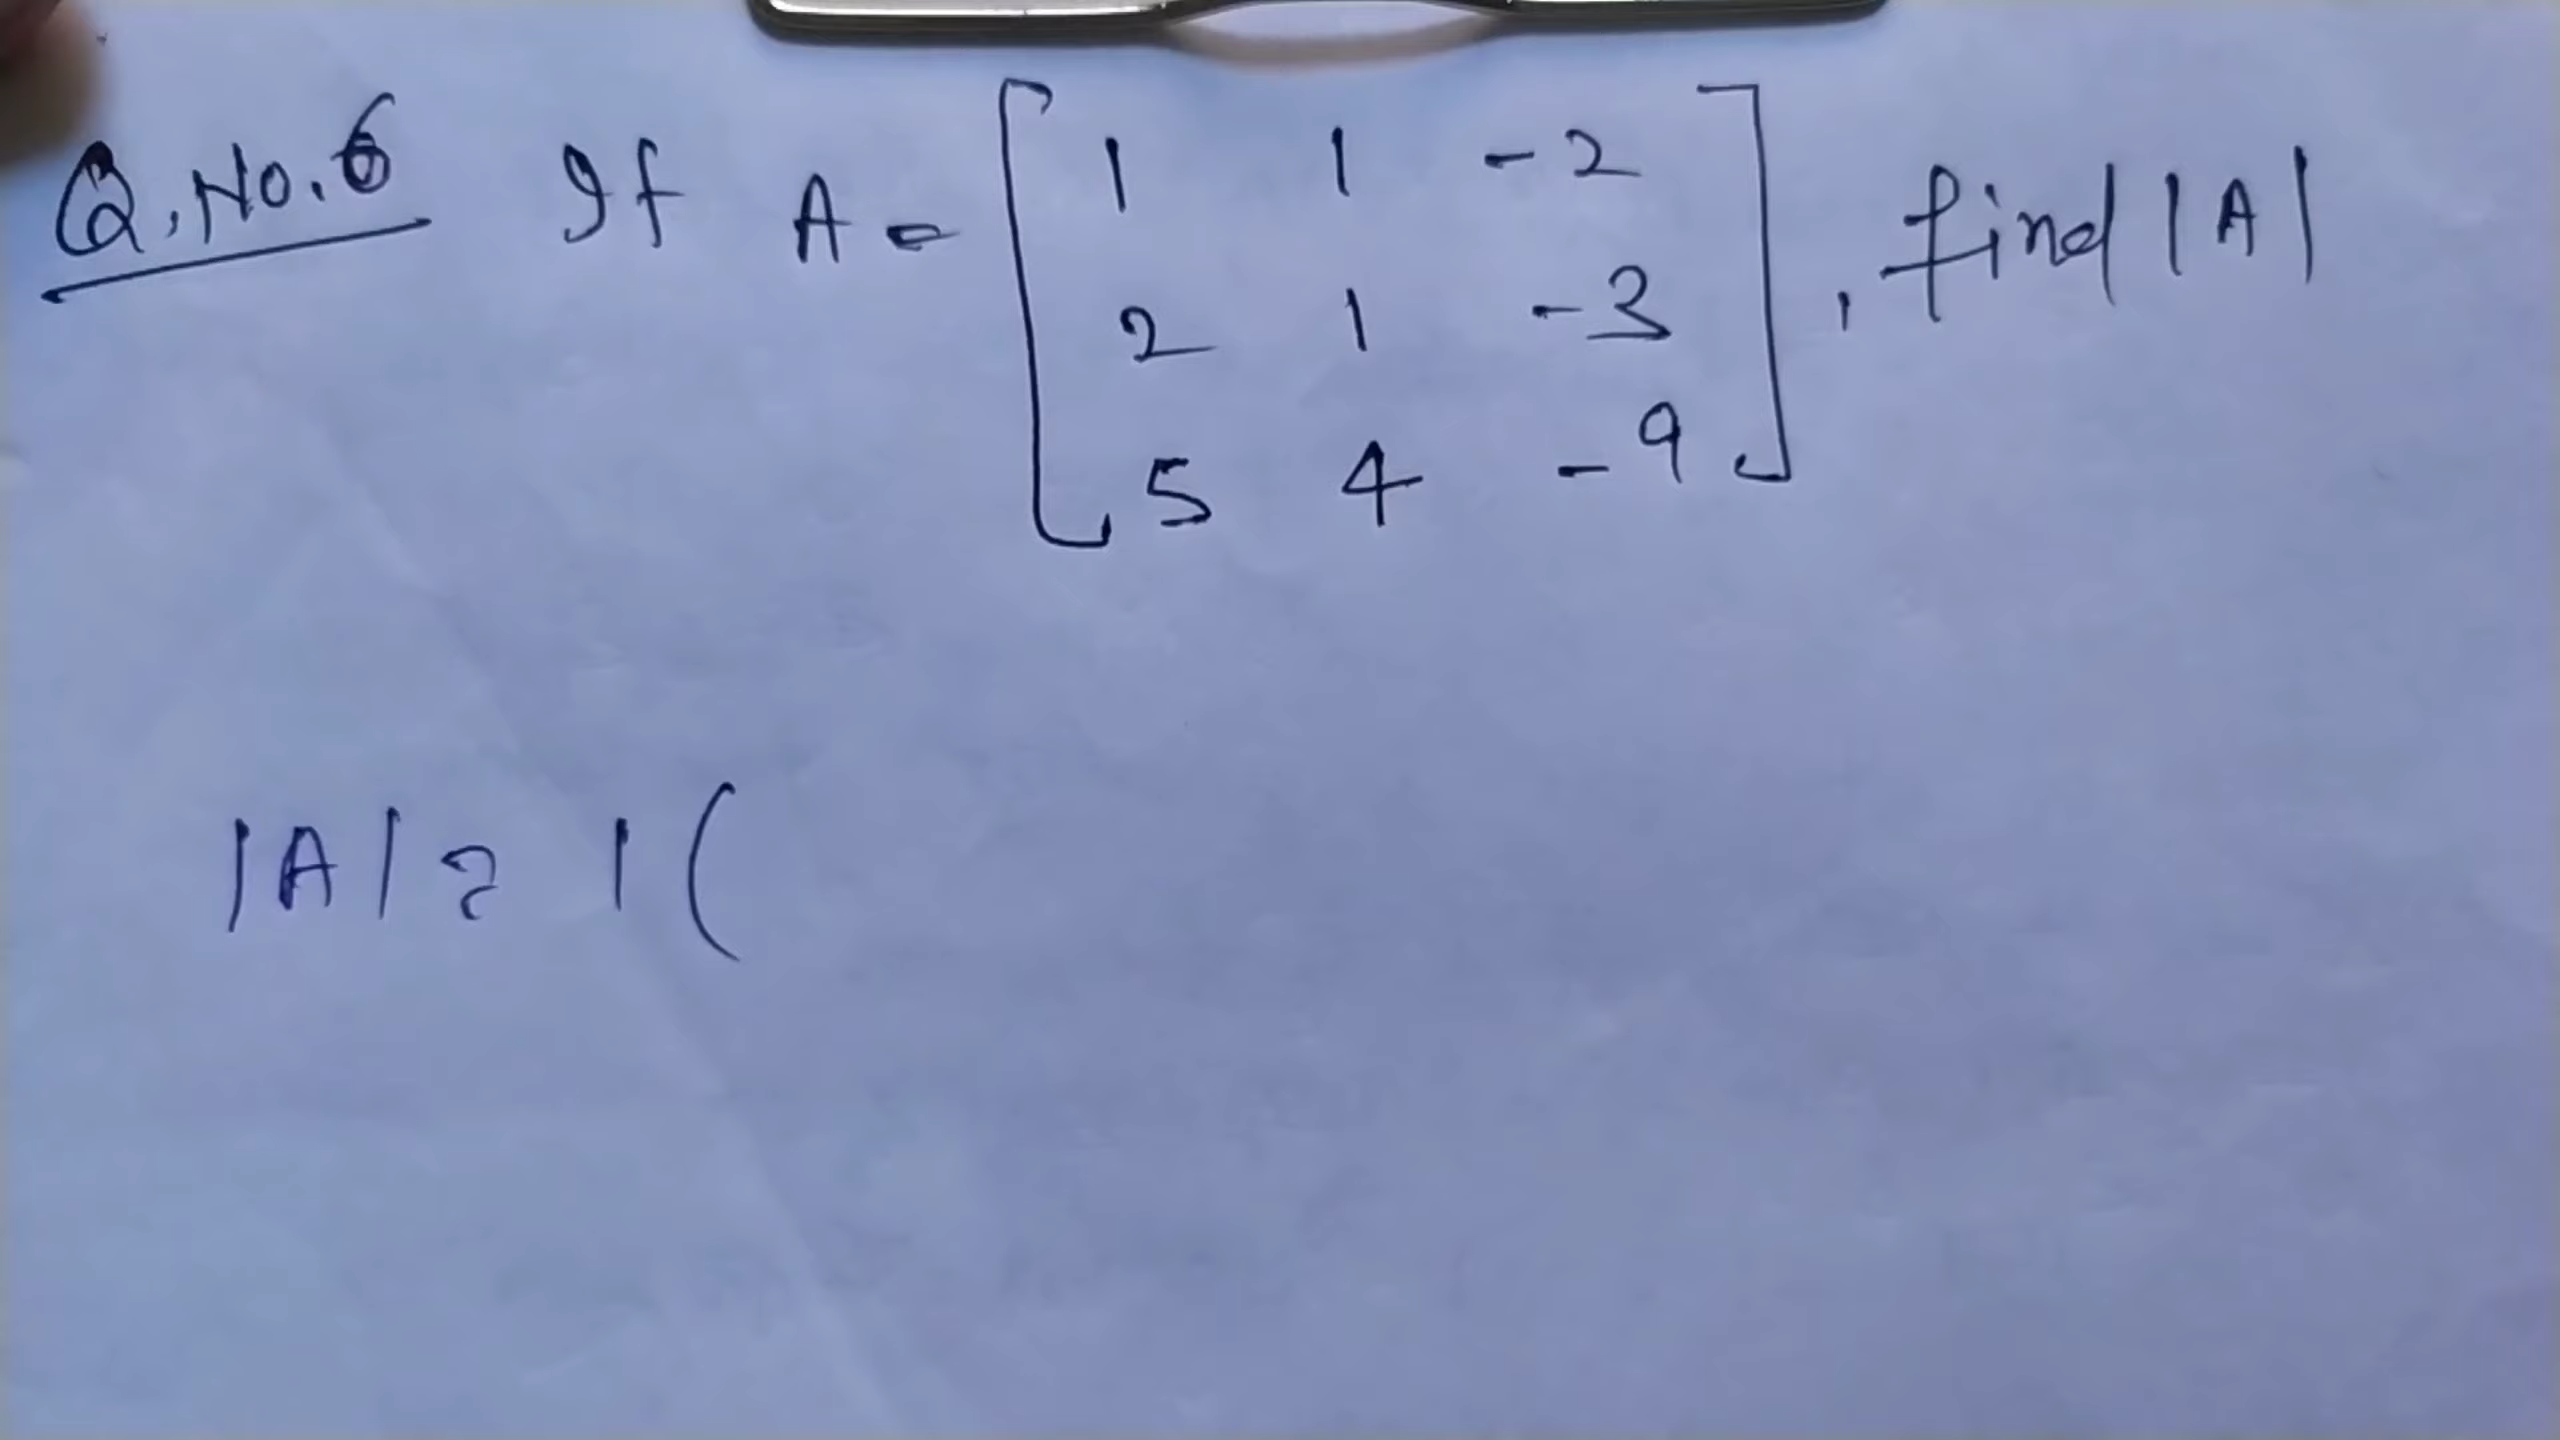 Q.No.6 If A = [ 1 1 -2
2 1 -3
5 4 -9 ], find |A|
|A| = 1(